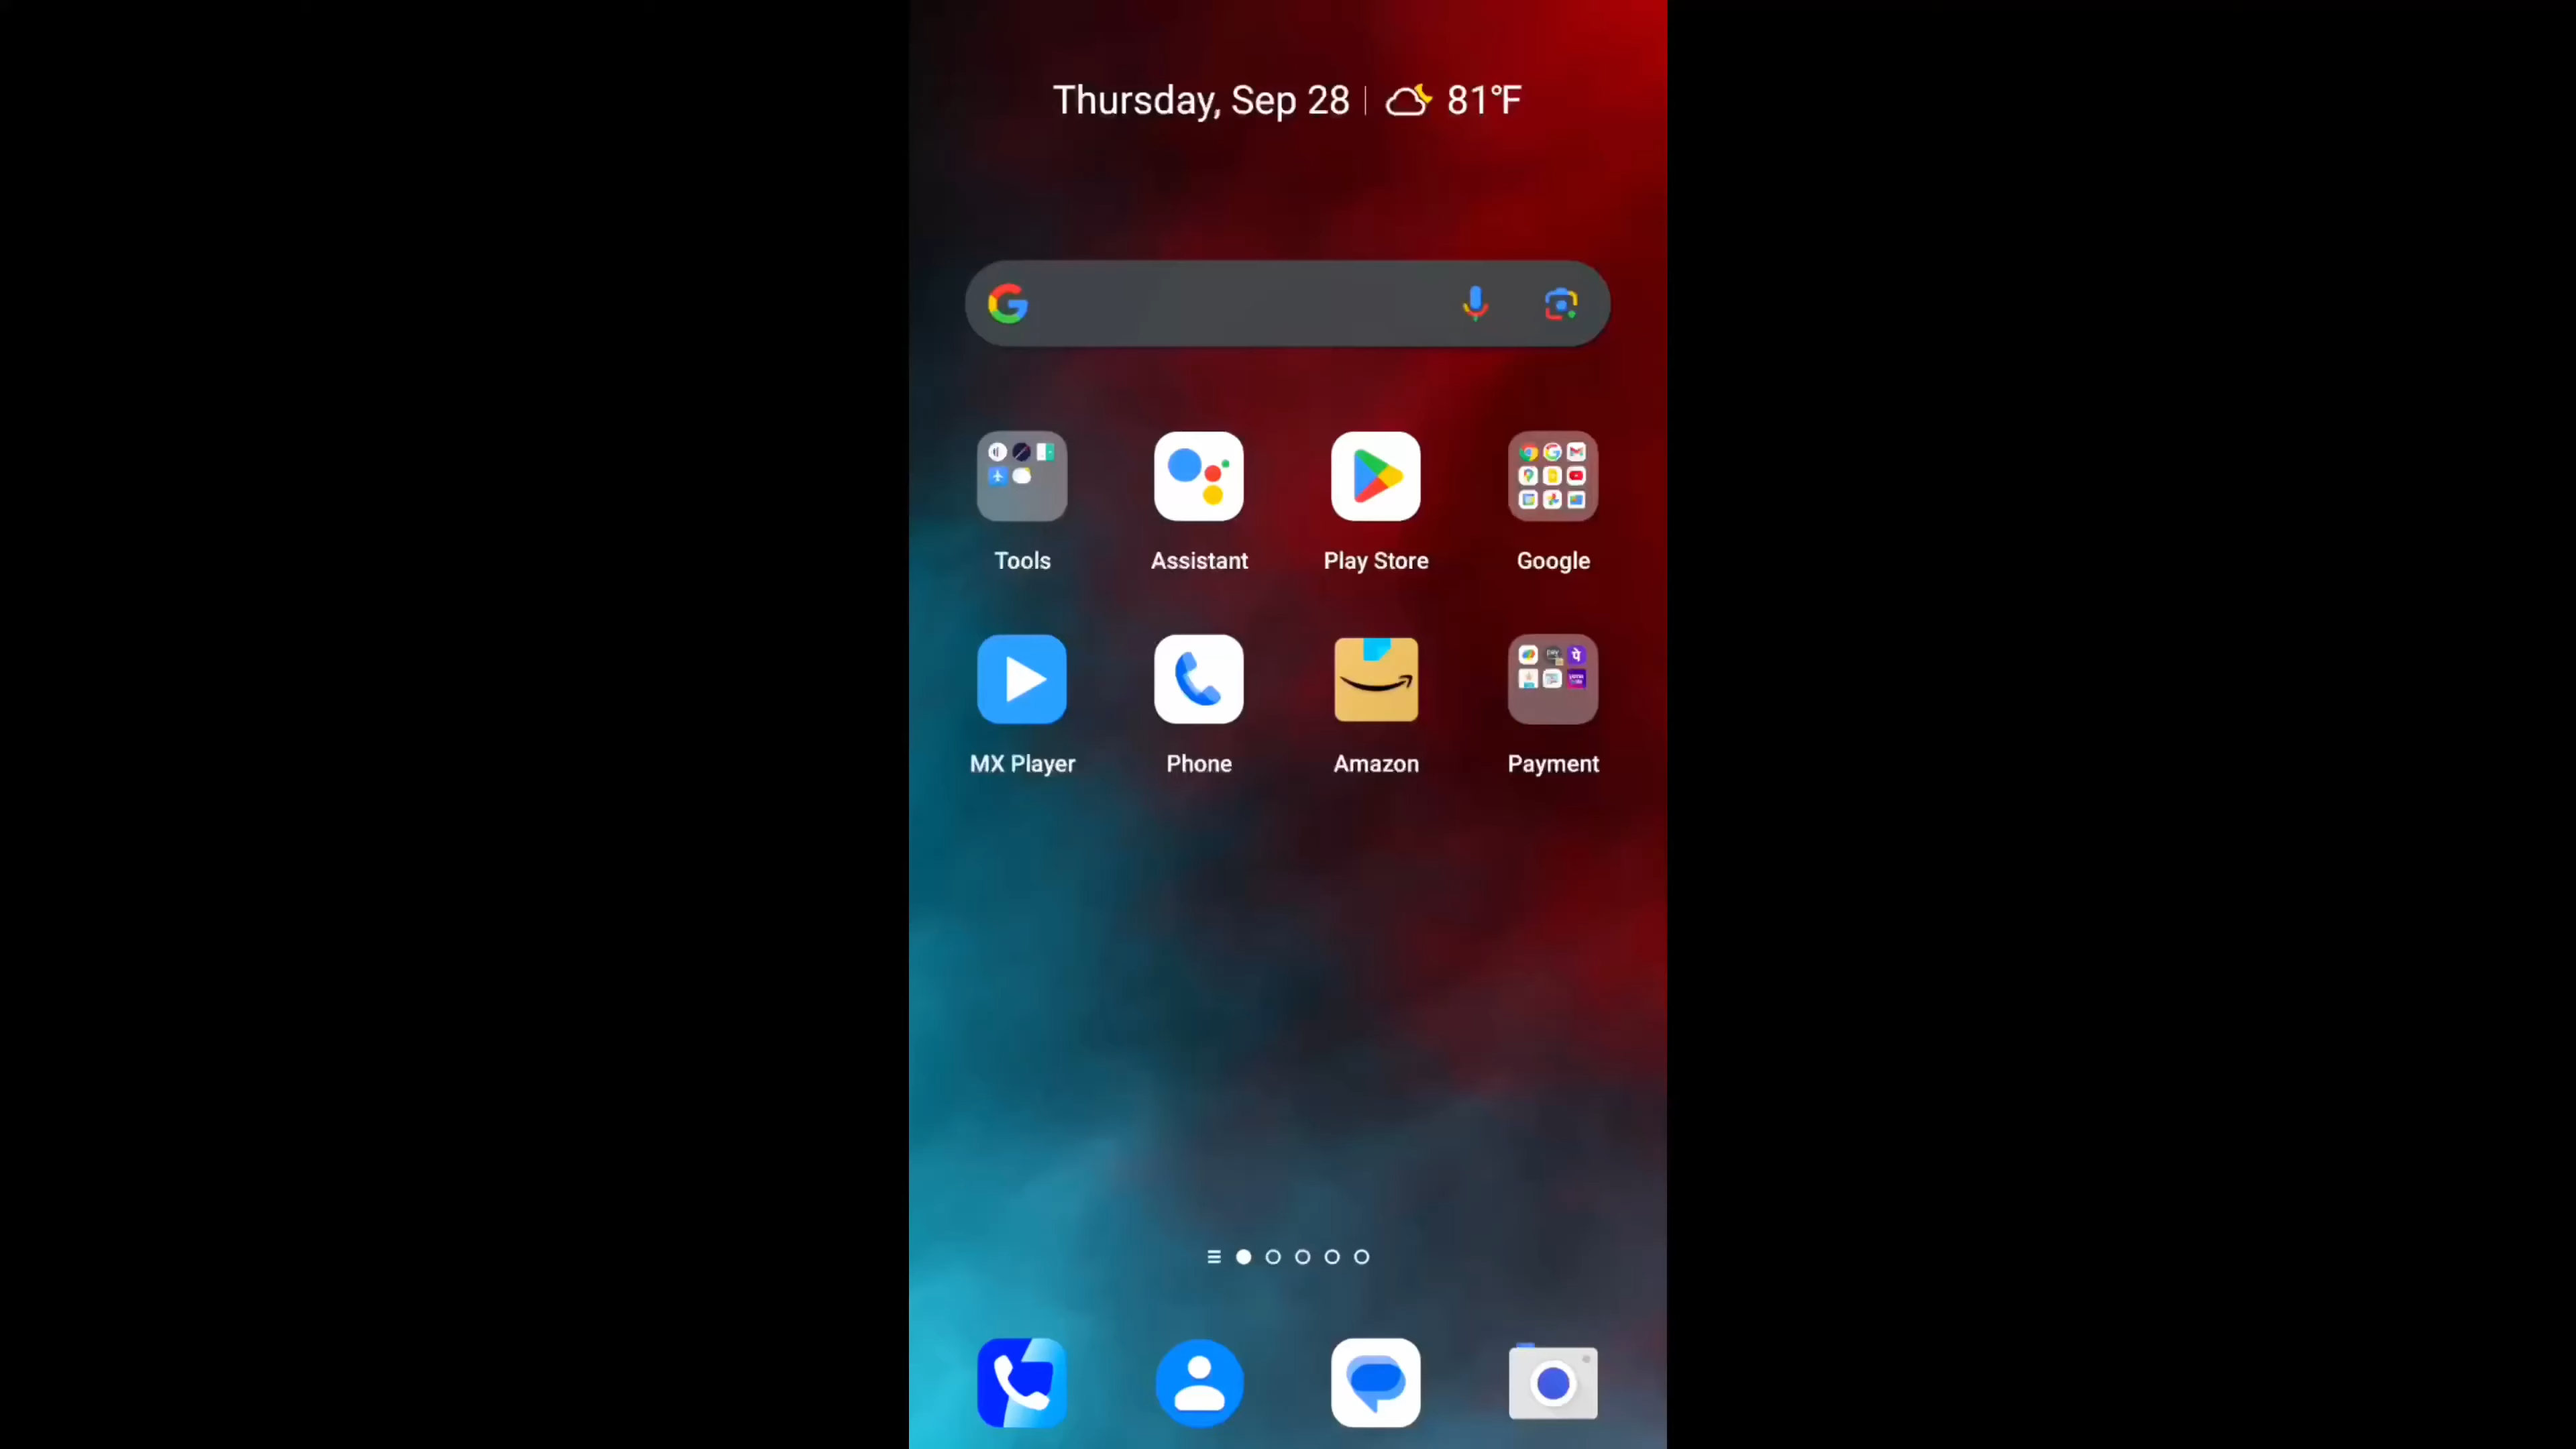 Thursday, Sep 28 | 81°F
Tools
Assistant
Play Store
Google
MX Player
Phone
Amazon
Payment